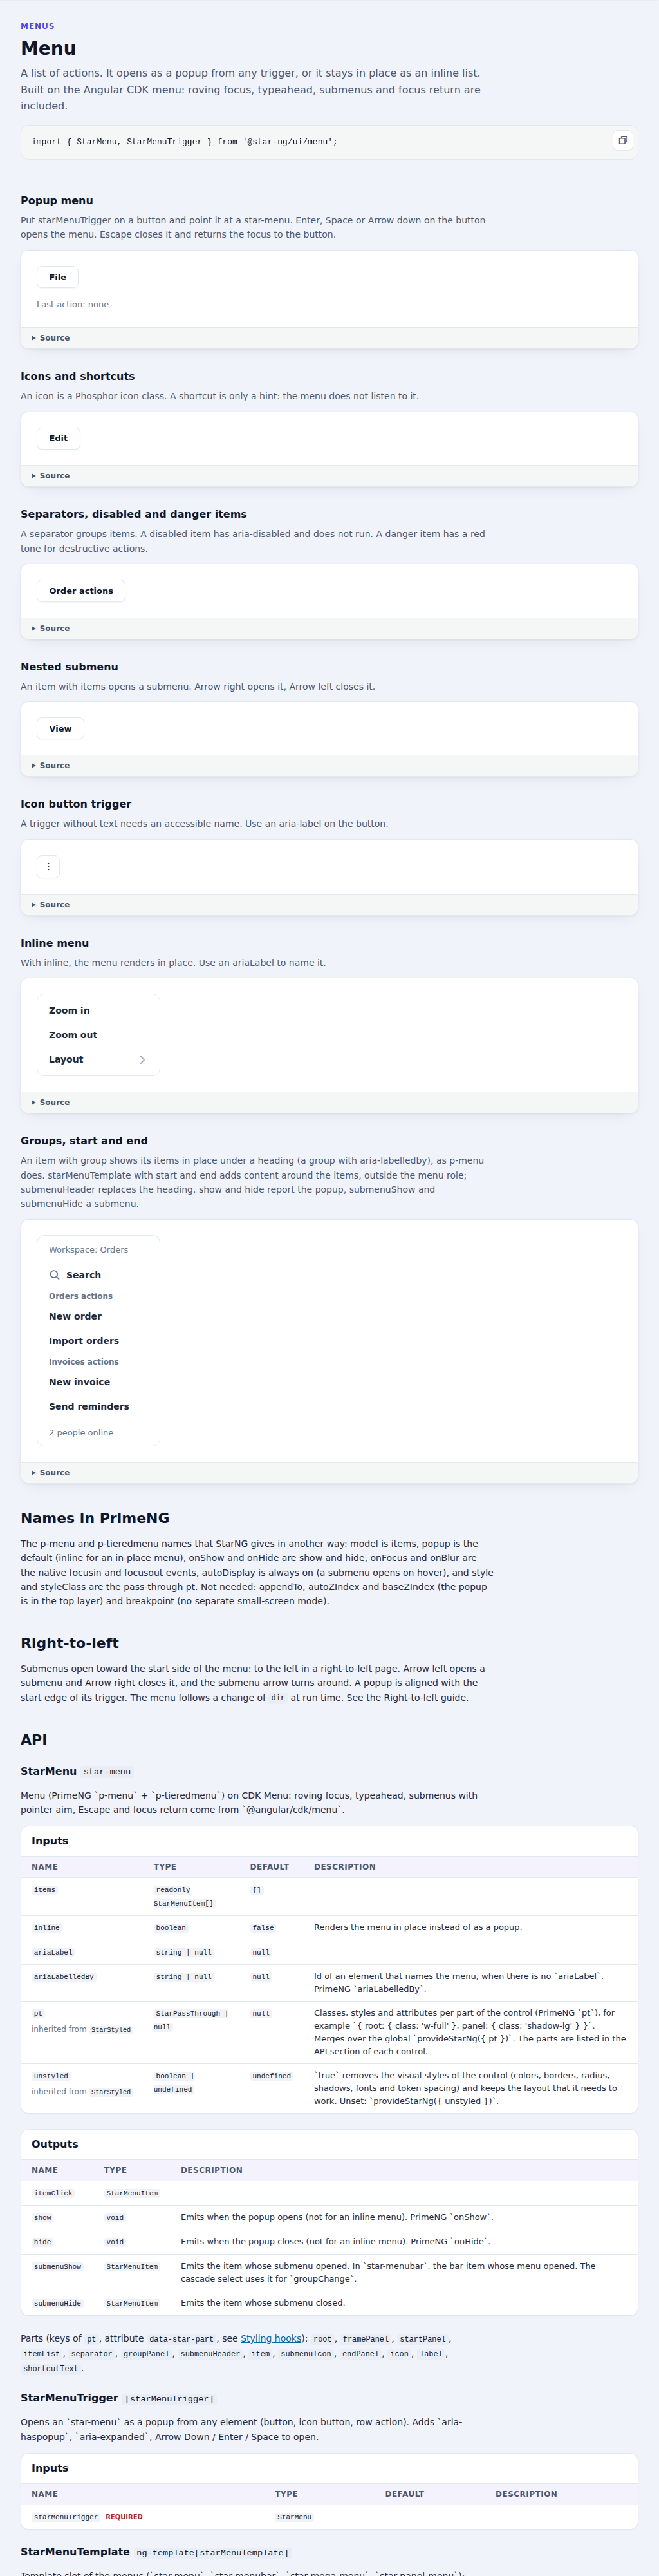 MENUS
Menu
A list of actions. It opens as a popup from any trigger, or it stays in place as an inline list.
Built on the Angular CDK menu: roving focus, typeahead, submenus and focus return are
included.
import { StarMenu, StarMenuTrigger } from '@star-ng/ui/menu';
Popup menu
Put starMenuTrigger on a button and point it at a star-menu. Enter, Space or Arrow down on the button
opens the menu. Escape closes it and returns the focus to the button.
File
Last action: none
Source
Icons and shortcuts
An icon is a Phosphor icon class. A shortcut is only a hint: the menu does not listen to it.
Edit
Source
Separators, disabled and danger items
A separator groups items. A disabled item has aria-disabled and does not run. A danger item has a red
tone for destructive actions.
Order actions
Source
Nested submenu
An item with items opens a submenu. Arrow right opens it, Arrow left closes it.
View
Source
Icon button trigger
A trigger without text needs an accessible name. Use an aria-label on the button.
Source
Inline menu
With inline, the menu renders in place. Use an ariaLabel to name it.
Zoom in
Zoom out
Layout
Source
Groups, start and end
An item with group shows its items in place under a heading (a group with aria-labelledby), as p-menu
does. starMenuTemplate with start and end adds content around the items, outside the menu role;
submenuHeader replaces the heading. show and hide report the popup, submenuShow and
submenuHide a submenu.
Workspace: Orders
Search
Orders actions
New order
Import orders
Invoices actions
New invoice
Send reminders
2 people online
Source
Names in PrimeNG
The p-menu and p-tieredmenu names that StarNG gives in another way: model is items, popup is the
default (inline for an in-place menu), onShow and onHide are show and hide, onFocus and onBlur are
the native focusin and focusout events, autoDisplay is always on (a submenu opens on hover), and style
and styleClass are the pass-through pt. Not needed: appendTo, autoZIndex and baseZIndex (the popup
is in the top layer) and breakpoint (no separate small-screen mode).
Right-to-left
Submenus open toward the start side of the menu: to the left in a right-to-left page. Arrow left opens a
submenu and Arrow right closes it, and the submenu arrow turns around. A popup is aligned with the
start edge of its trigger. The menu follows a change of dir at run time. See the Right-to-left guide.
API
StarMenu star-menu
Menu (PrimeNG `p-menu` + `p-tieredmenu`) on CDK Menu: roving focus, typeahead, submenus with
pointer aim, Escape and focus return come from `@angular/cdk/menu`.
Inputs
NAME TYPE DEFAULT DESCRIPTION
items readonly StarMenuItem[] []
inline boolean false Renders the menu in place instead of as a popup.
ariaLabel string | null null
ariaLabelledBy string | null null Id of an element that names the menu, when there is no `ariaLabel`.
PrimeNG `ariaLabelledBy`.
pt StarPassThrough | null null Classes, styles and attributes per part of the control (PrimeNG `pt`), for
inherited from StarStyled example `{ root: { class: 'w-full' }, panel: { class: 'shadow-lg' } }`.
Merges over the global `provideStarNg({ pt })`. The parts are listed in the
API section of each control.
unstyled boolean | undefined undefined `true` removes the visual styles of the control (colors, borders, radius,
inherited from StarStyled shadows, fonts and token spacing) and keeps the layout that it needs to
work. Unset: `provideStarNg({ unstyled })`.
Outputs
NAME TYPE DESCRIPTION
itemClick StarMenuItem
show void Emits when the popup opens (not for an inline menu). PrimeNG `onShow`.
hide void Emits when the popup closes (not for an inline menu). PrimeNG `onHide`.
submenuShow StarMenuItem Emits the item whose submenu opened. In `star-menubar`, the bar item whose menu opened. The
cascade select uses it for `groupChange`.
submenuHide StarMenuItem Emits the item whose submenu closed.
Parts (keys of pt, attribute data-star-part, see Styling hooks): root, framePanel, startPanel,
itemList, separator, groupPanel, submenuHeader, item, submenuIcon, endPanel, icon, label,
shortcutText.
StarMenuTrigger [starMenuTrigger]
Opens an `star-menu` as a popup from any element (button, icon button, row action). Adds `aria-
haspopup`, `aria-expanded`, Arrow Down / Enter / Space to open.
Inputs
NAME TYPE DEFAULT DESCRIPTION
starMenuTrigger REQUIRED StarMenu
StarMenuTemplate ng-template[starMenuTemplate]